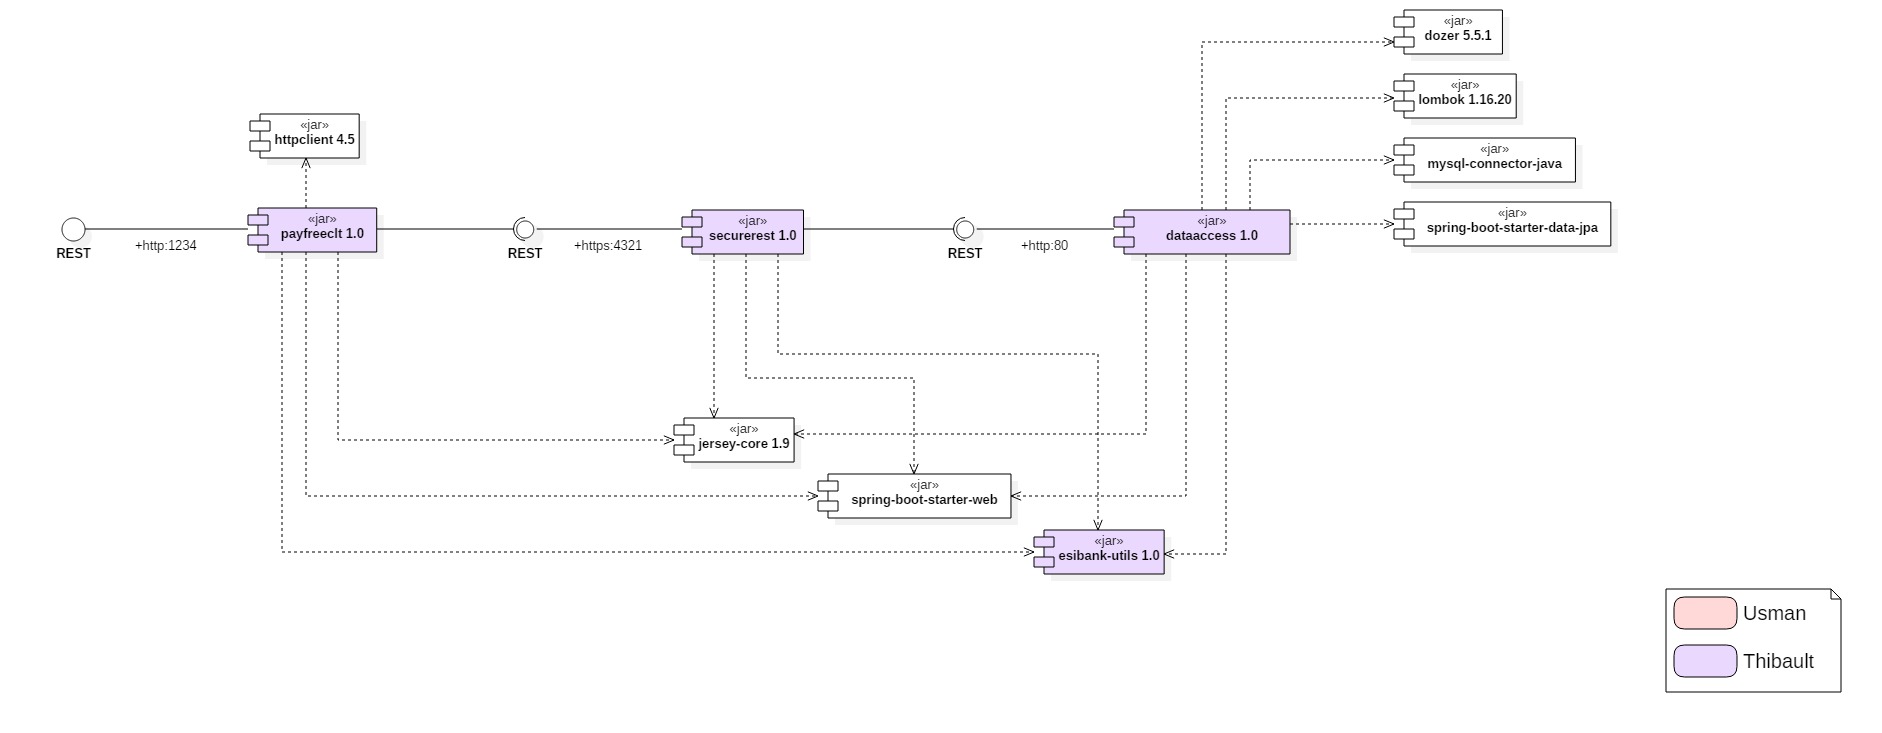 «jar»
dozer 5.5.1
«jar»
lombok 1.16.20
«jar»
httpclient 4.5
«jar»
mysql-connector-java
«jar»
spring-boot-starter-data-jpa
REST
+http:1234
«jar»
payfreeclt 1.0
REST
+https:4321
«jar»
securerest 1.0
REST
+http:80
«jar»
dataaccess 1.0
«jar»
jersey-core 1.9
«jar»
spring-boot-starter-web
«jar»
esibank-utils 1.0
Usman
Thibault